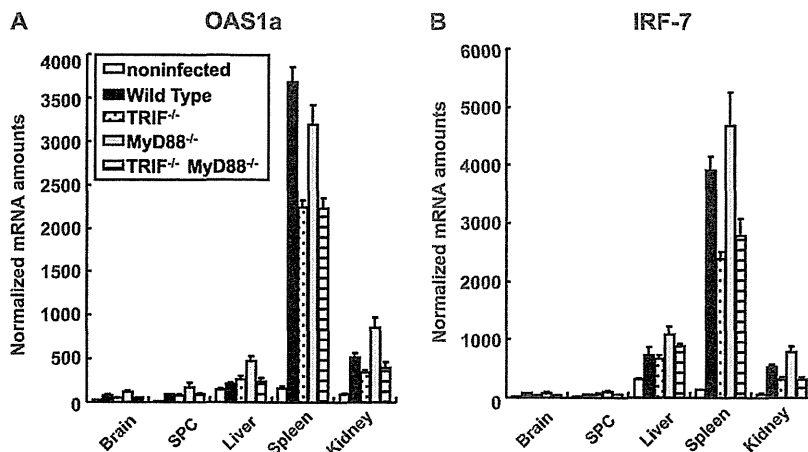 A
OAS1a
Normalized mRNA amounts
4000
3500
3000
2500
2000
1500
1000
500
0
noninfected
Wild Type
TRIF-/-
MyD88-/-
TRIF-/- MyD88-/-
Brain
SPC
Liver
Spleen
Kidney
B
IRF-7
Normalized mRNA amounts
6000
5000
4000
3000
2000
1000
0
Brain
SPC
Liver
Spleen
Kidney